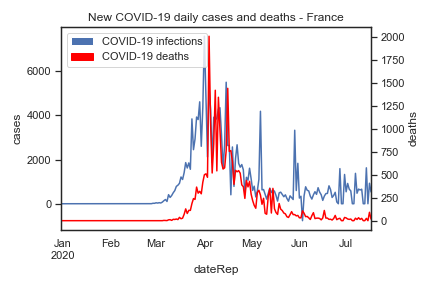 New COVID-19 daily cases and deaths - France
COVID-19 infections
COVID-19 deaths
6000
4000
2000
0
cases
2000
1750
1500
1250
1000
750
500
250
0
deaths
Jan Feb Mar Apr May Jun Jul
2020
dateRep